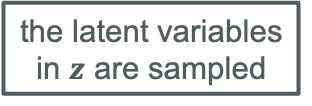 the latent variables
in z are sampled